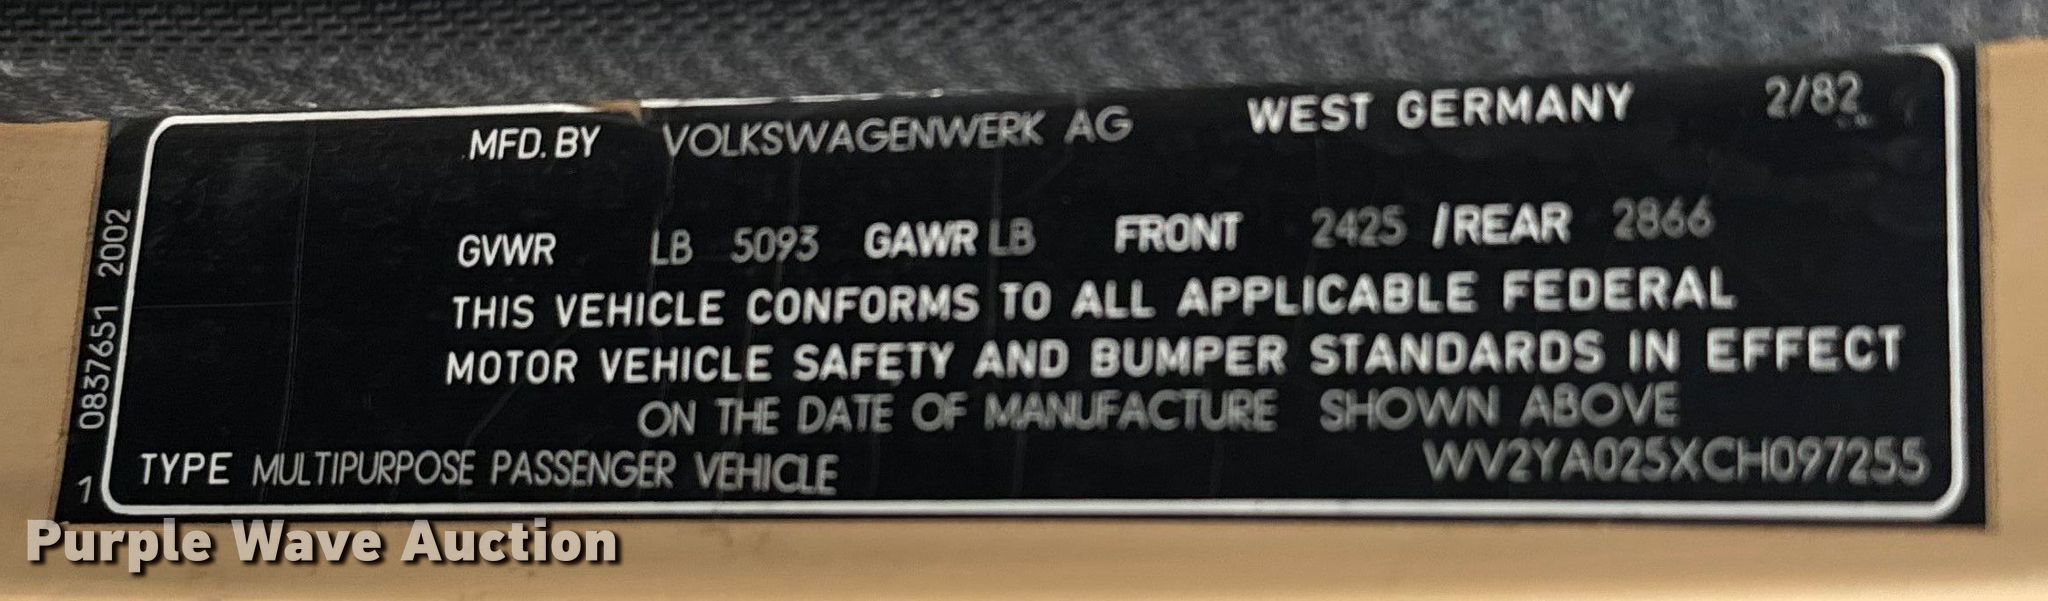 MFD. BY VOLKSWAGENWERK AG WEST GERMANY 2/82
GVWR LB 5093 GAWR LB FRONT 2425 /REAR 2866
THIS VEHICLE CONFORMS TO ALL APPLICABLE FEDERAL
MOTOR VEHICLE SAFETY AND BUMPER STANDARDS IN EFFECT
ON THE DATE OF MANUFACTURE SHOWN ABOVE
TYPE MULTIPURPOSE PASSENGER VEHICLE WV2YA025XCH097255
1 0837651 2002
Purple Wave Auction